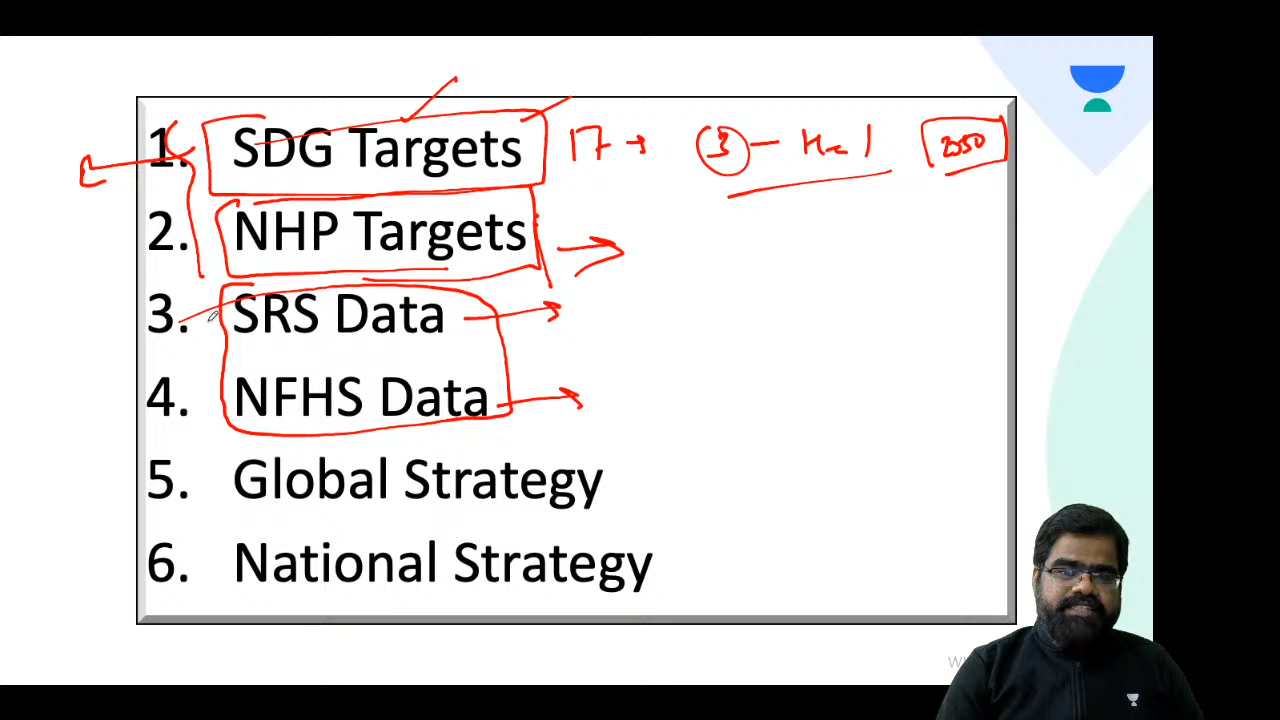 1. SDG Targets 17 → 3 -
2. NHP Targets
3. SRS Data
4. NFHS Data
5. Global Strategy
6. National Strategy